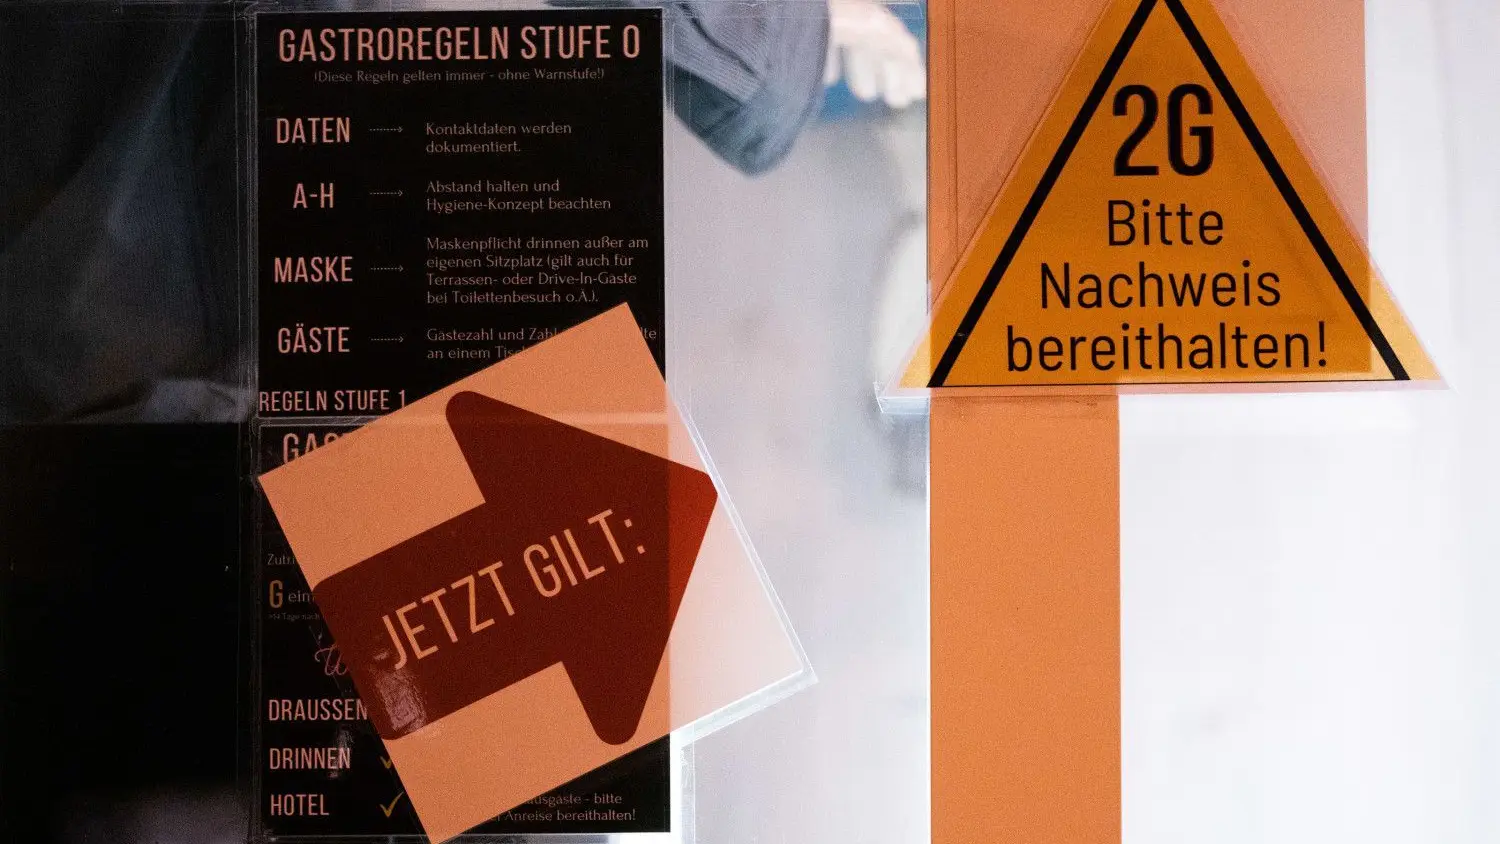 GASTROREGELN STUFE 0
(Diese Regeln gelten immer - ohne Warnstufe!)
DATEN
Kontaktdaten werden
dokumentiert.
A-H
Abstand halten und
Hygiene-Konzept beachten
MASKE
Maskenpflicht drinnen außer am
eigenen Sitzplatz (gilt auch für
Terrassen- oder Drive-In-Gäste
bei Toilettenbesuch o.Ä.).
GÄSTE
Gästezahl und
an einem
REGELN STUFE 1
G
JETZT GILT:
DRAUSSEN
DRINNEN
HOTEL
- bitte
Anreise bereithalten!
2G
Bitte
Nachweis
bereithalten!